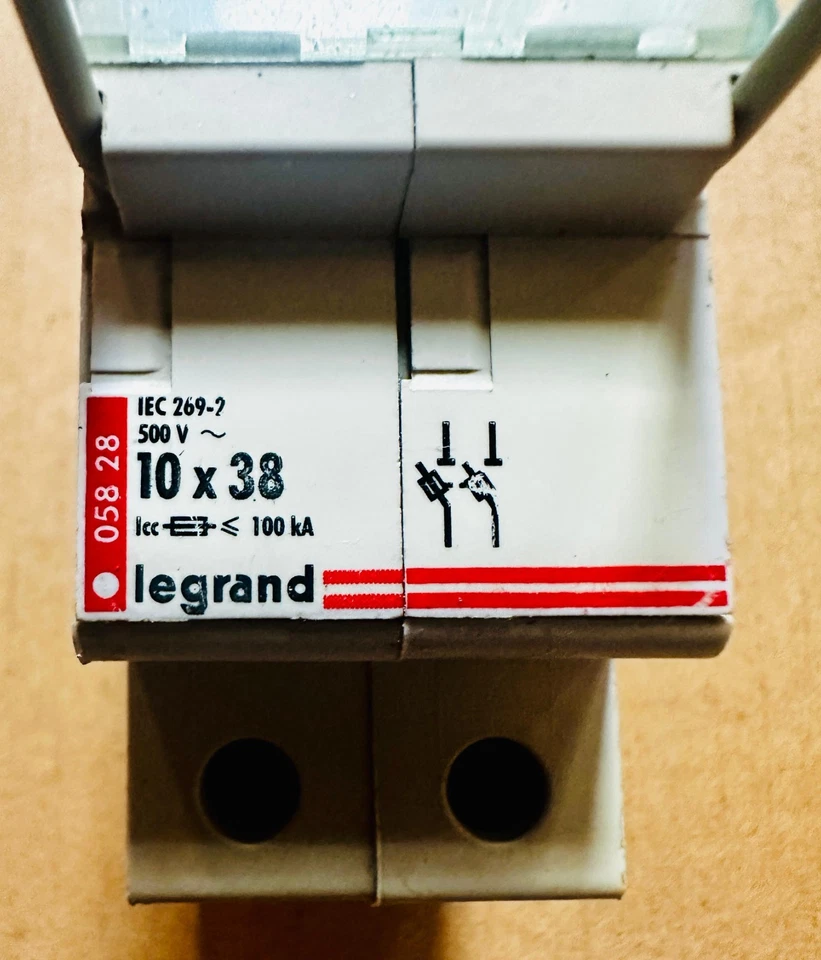 058 28
IEC 269-2
500 V ~
10 x 38
Icc ≤ 100 kA
legrand